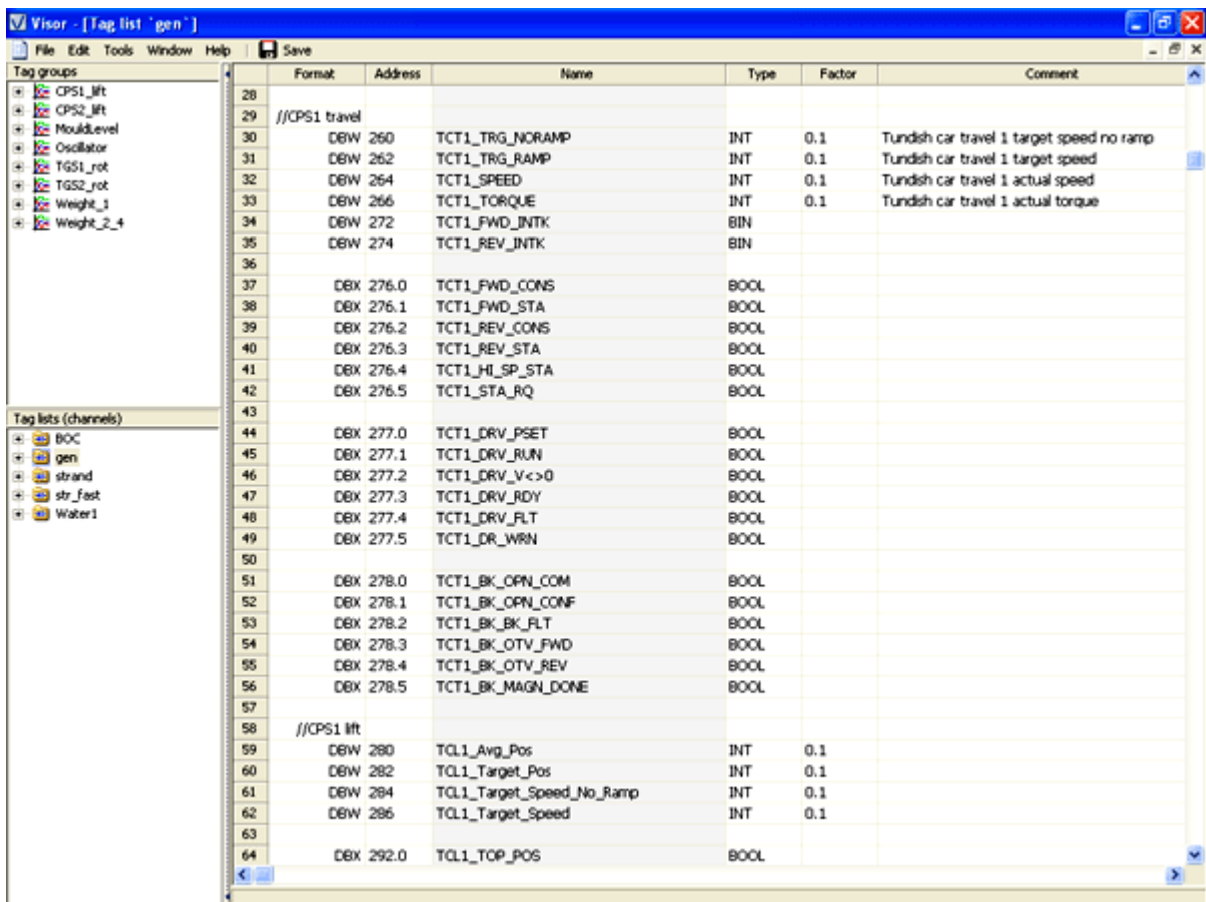 Visor - [Tag list `gen`]
File Edit Tools Window Help Save
Tag groups
CPS1_lift
CPS2_lift
MouldLevel
Oscillator
TGS1_rot
TGS2_rot
Weight_1
Weight_2_4
Tag lists (channels)
BOC
gen
strand
str_fast
Water1
Format Address Name Type Factor Comment
28
29 //CPS1 travel
30 DBW 260 TCT1_TRG_NORAMP INT 0.1 Tundish car travel 1 target speed no ramp
31 DBW 262 TCT1_TRG_RAMP INT 0.1 Tundish car travel 1 target speed
32 DBW 264 TCT1_SPEED INT 0.1 Tundish car travel 1 actual speed
33 DBW 266 TCT1_TORQUE INT 0.1 Tundish car travel 1 actual torque
34 DBW 272 TCT1_FWD_INTK BIN
35 DBW 274 TCT1_REV_INTK BIN
36
37 DBX 276.0 TCT1_FWD_CONS BOOL
38 DBX 276.1 TCT1_FWD_STA BOOL
39 DBX 276.2 TCT1_REV_CONS BOOL
40 DBX 276.3 TCT1_REV_STA BOOL
41 DBX 276.4 TCT1_HI_SP_STA BOOL
42 DBX 276.5 TCT1_STA_RQ BOOL
43
44 DBX 277.0 TCT1_DRV_PSET BOOL
45 DBX 277.1 TCT1_DRV_RUN BOOL
46 DBX 277.2 TCT1_DRV_V<>0 BOOL
47 DBX 277.3 TCT1_DRV_RDY BOOL
48 DBX 277.4 TCT1_DRV_FLT BOOL
49 DBX 277.5 TCT1_DR_WRN BOOL
50
51 DBX 278.0 TCT1_BK_OPN_COM BOOL
52 DBX 278.1 TCT1_BK_OPN_CONF BOOL
53 DBX 278.2 TCT1_BK_BK_FLT BOOL
54 DBX 278.3 TCT1_BK_OTV_FWD BOOL
55 DBX 278.4 TCT1_BK_OTV_REV BOOL
56 DBX 278.5 TCT1_BK_MAGN_DONE BOOL
57
58 //CPS1 lift
59 DBW 280 TCL1_Avg_Pos INT 0.1
60 DBW 282 TCL1_Target_Pos INT 0.1
61 DBW 284 TCL1_Target_Speed_No_Ramp INT 0.1
62 DBW 286 TCL1_Target_Speed INT 0.1
63
64 DBX 292.0 TCL1_TOP_POS BOOL